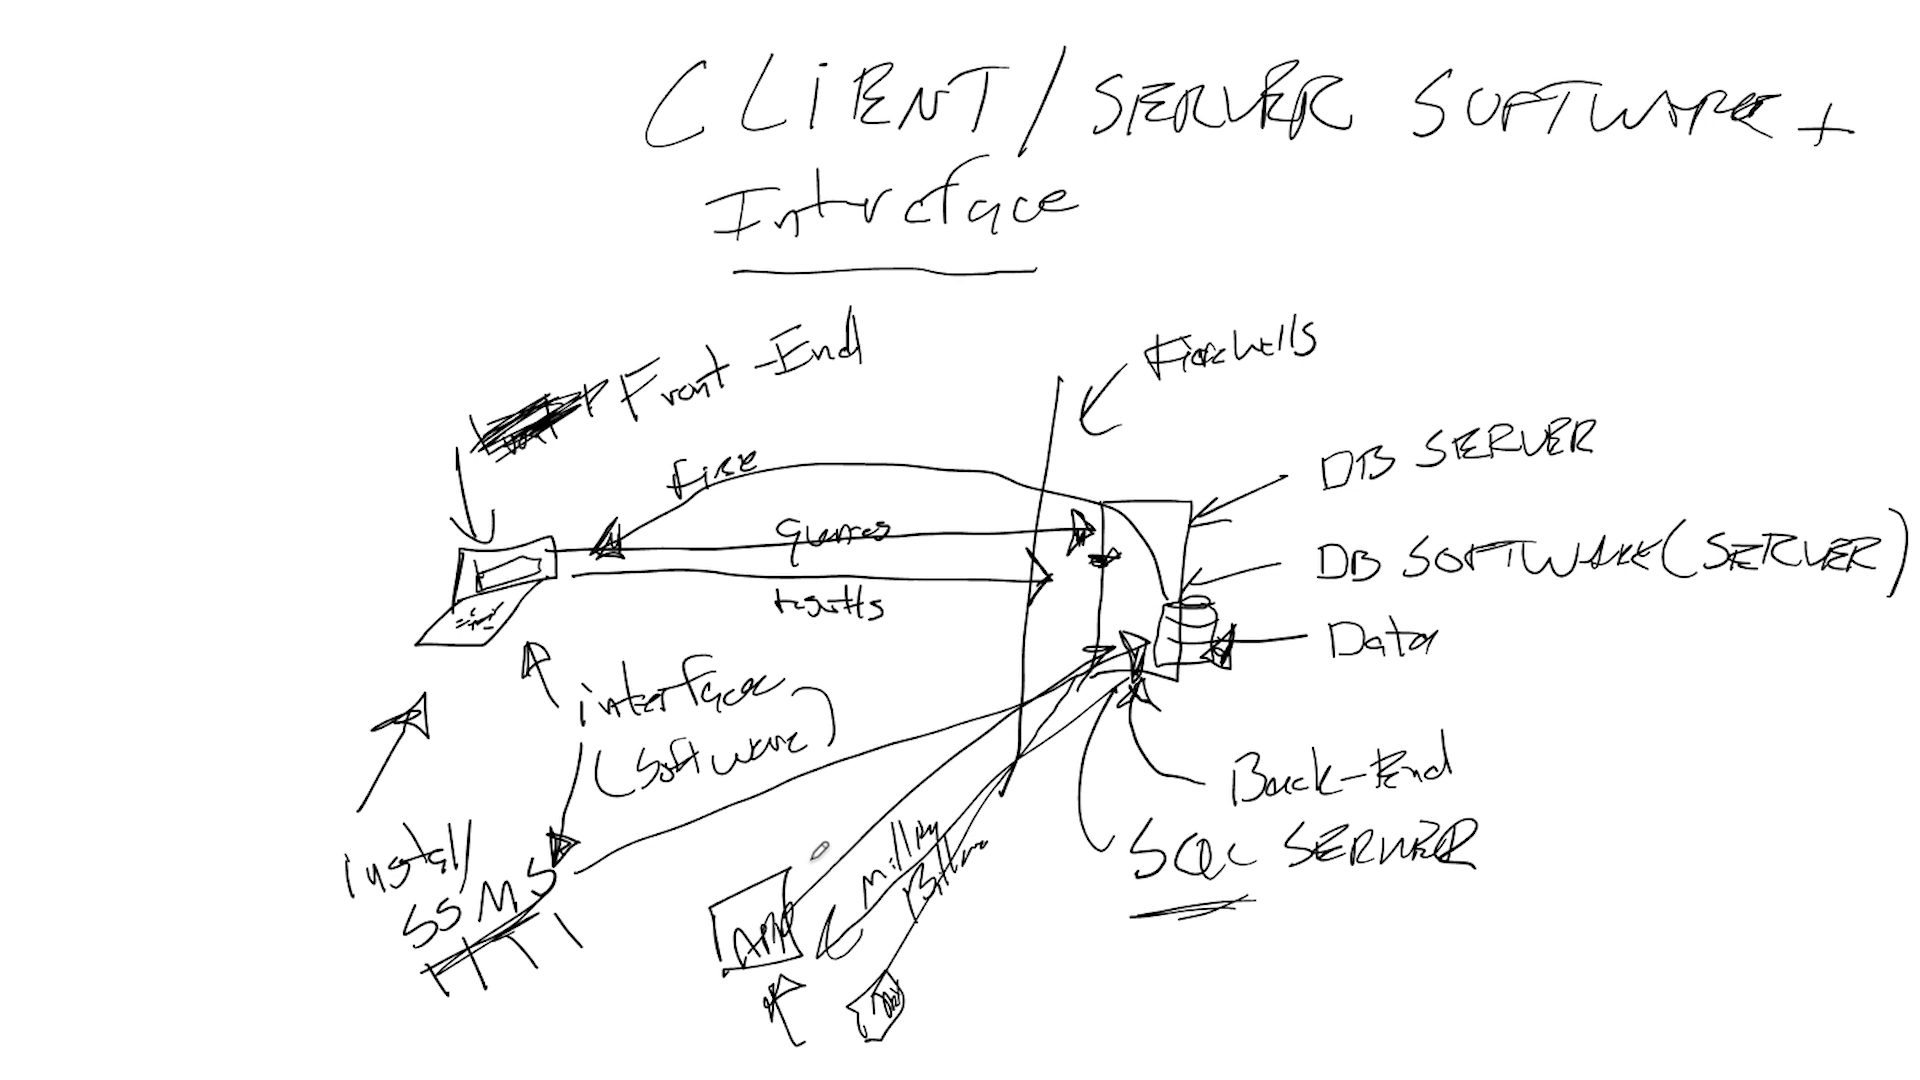 CLIENT / SERVER SOFTWARE +
Interface
Front-End
Firewalls
DB SERVER
Fire
Queries
DB SOFTWARE (SERVER)
results
Data
interface
(software)
Back-End
SQL SERVER
install
SSMS
App